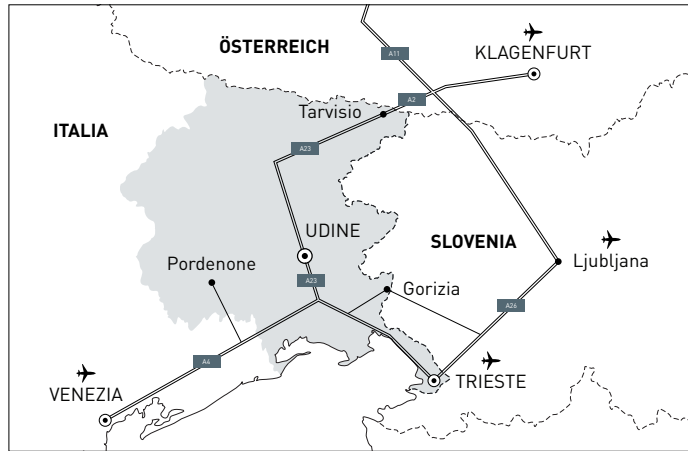 ÖSTERREICH
A11
KLAGENFURT
A2
Tarvisio
ITALIA
A23
UDINE
SLOVENIA
Pordenone
Ljubljana
A23
Gorizia
A26
A4
VENEZIA
TRIESTE